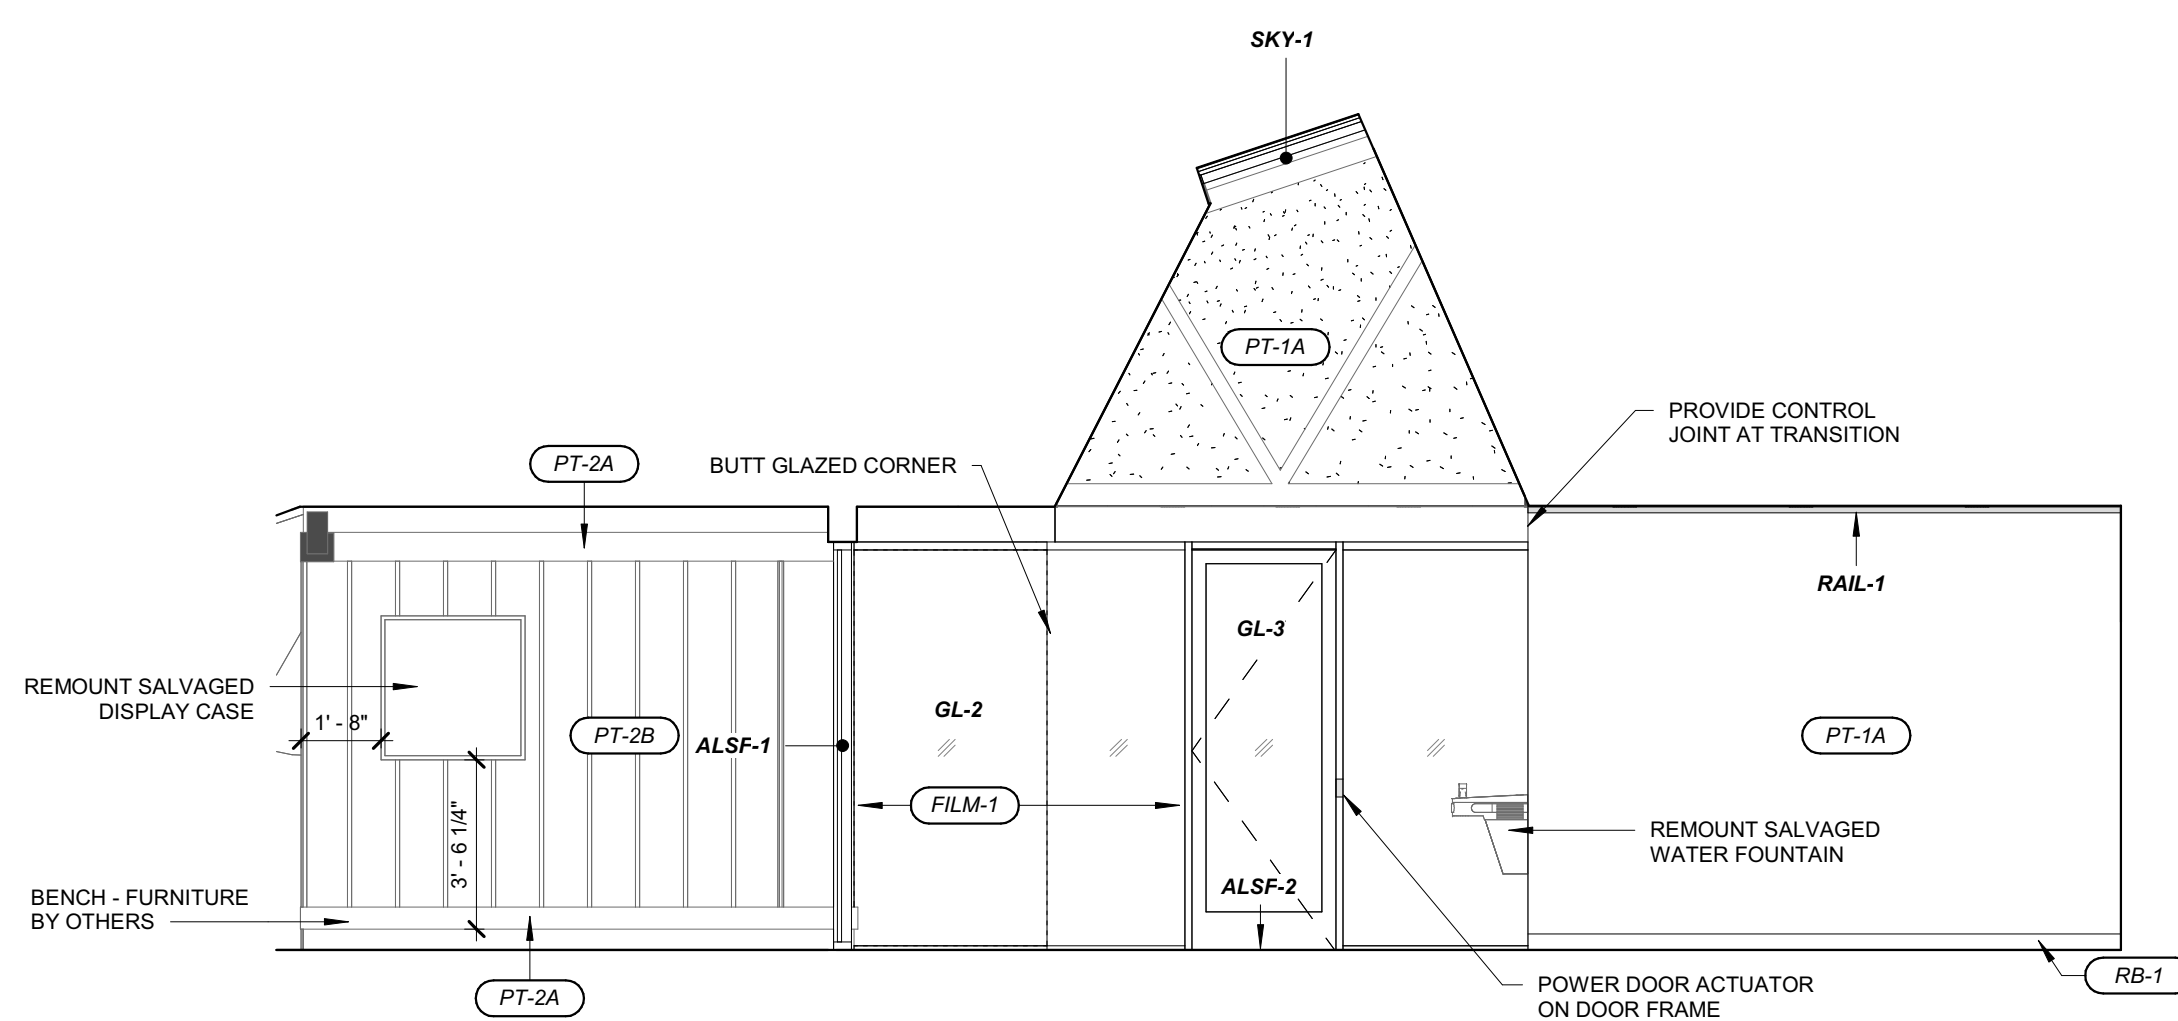 SKY-1
PT-1A
PROVIDE CONTROL
JOINT AT TRANSITION
PT-2A
BUTT GLAZED CORNER
RAIL-1
GL-3
REMOUNT SALVAGED
DISPLAY CASE
1' - 8"
PT-2B
ALSF-1
GL-2
PT-1A
FILM-1
3' - 6 1/4"
REMOUNT SALVAGED
WATER FOUNTAIN
ALSF-2
BENCH - FURNITURE
BY OTHERS
PT-2A
POWER DOOR ACTUATOR
ON DOOR FRAME
RB-1